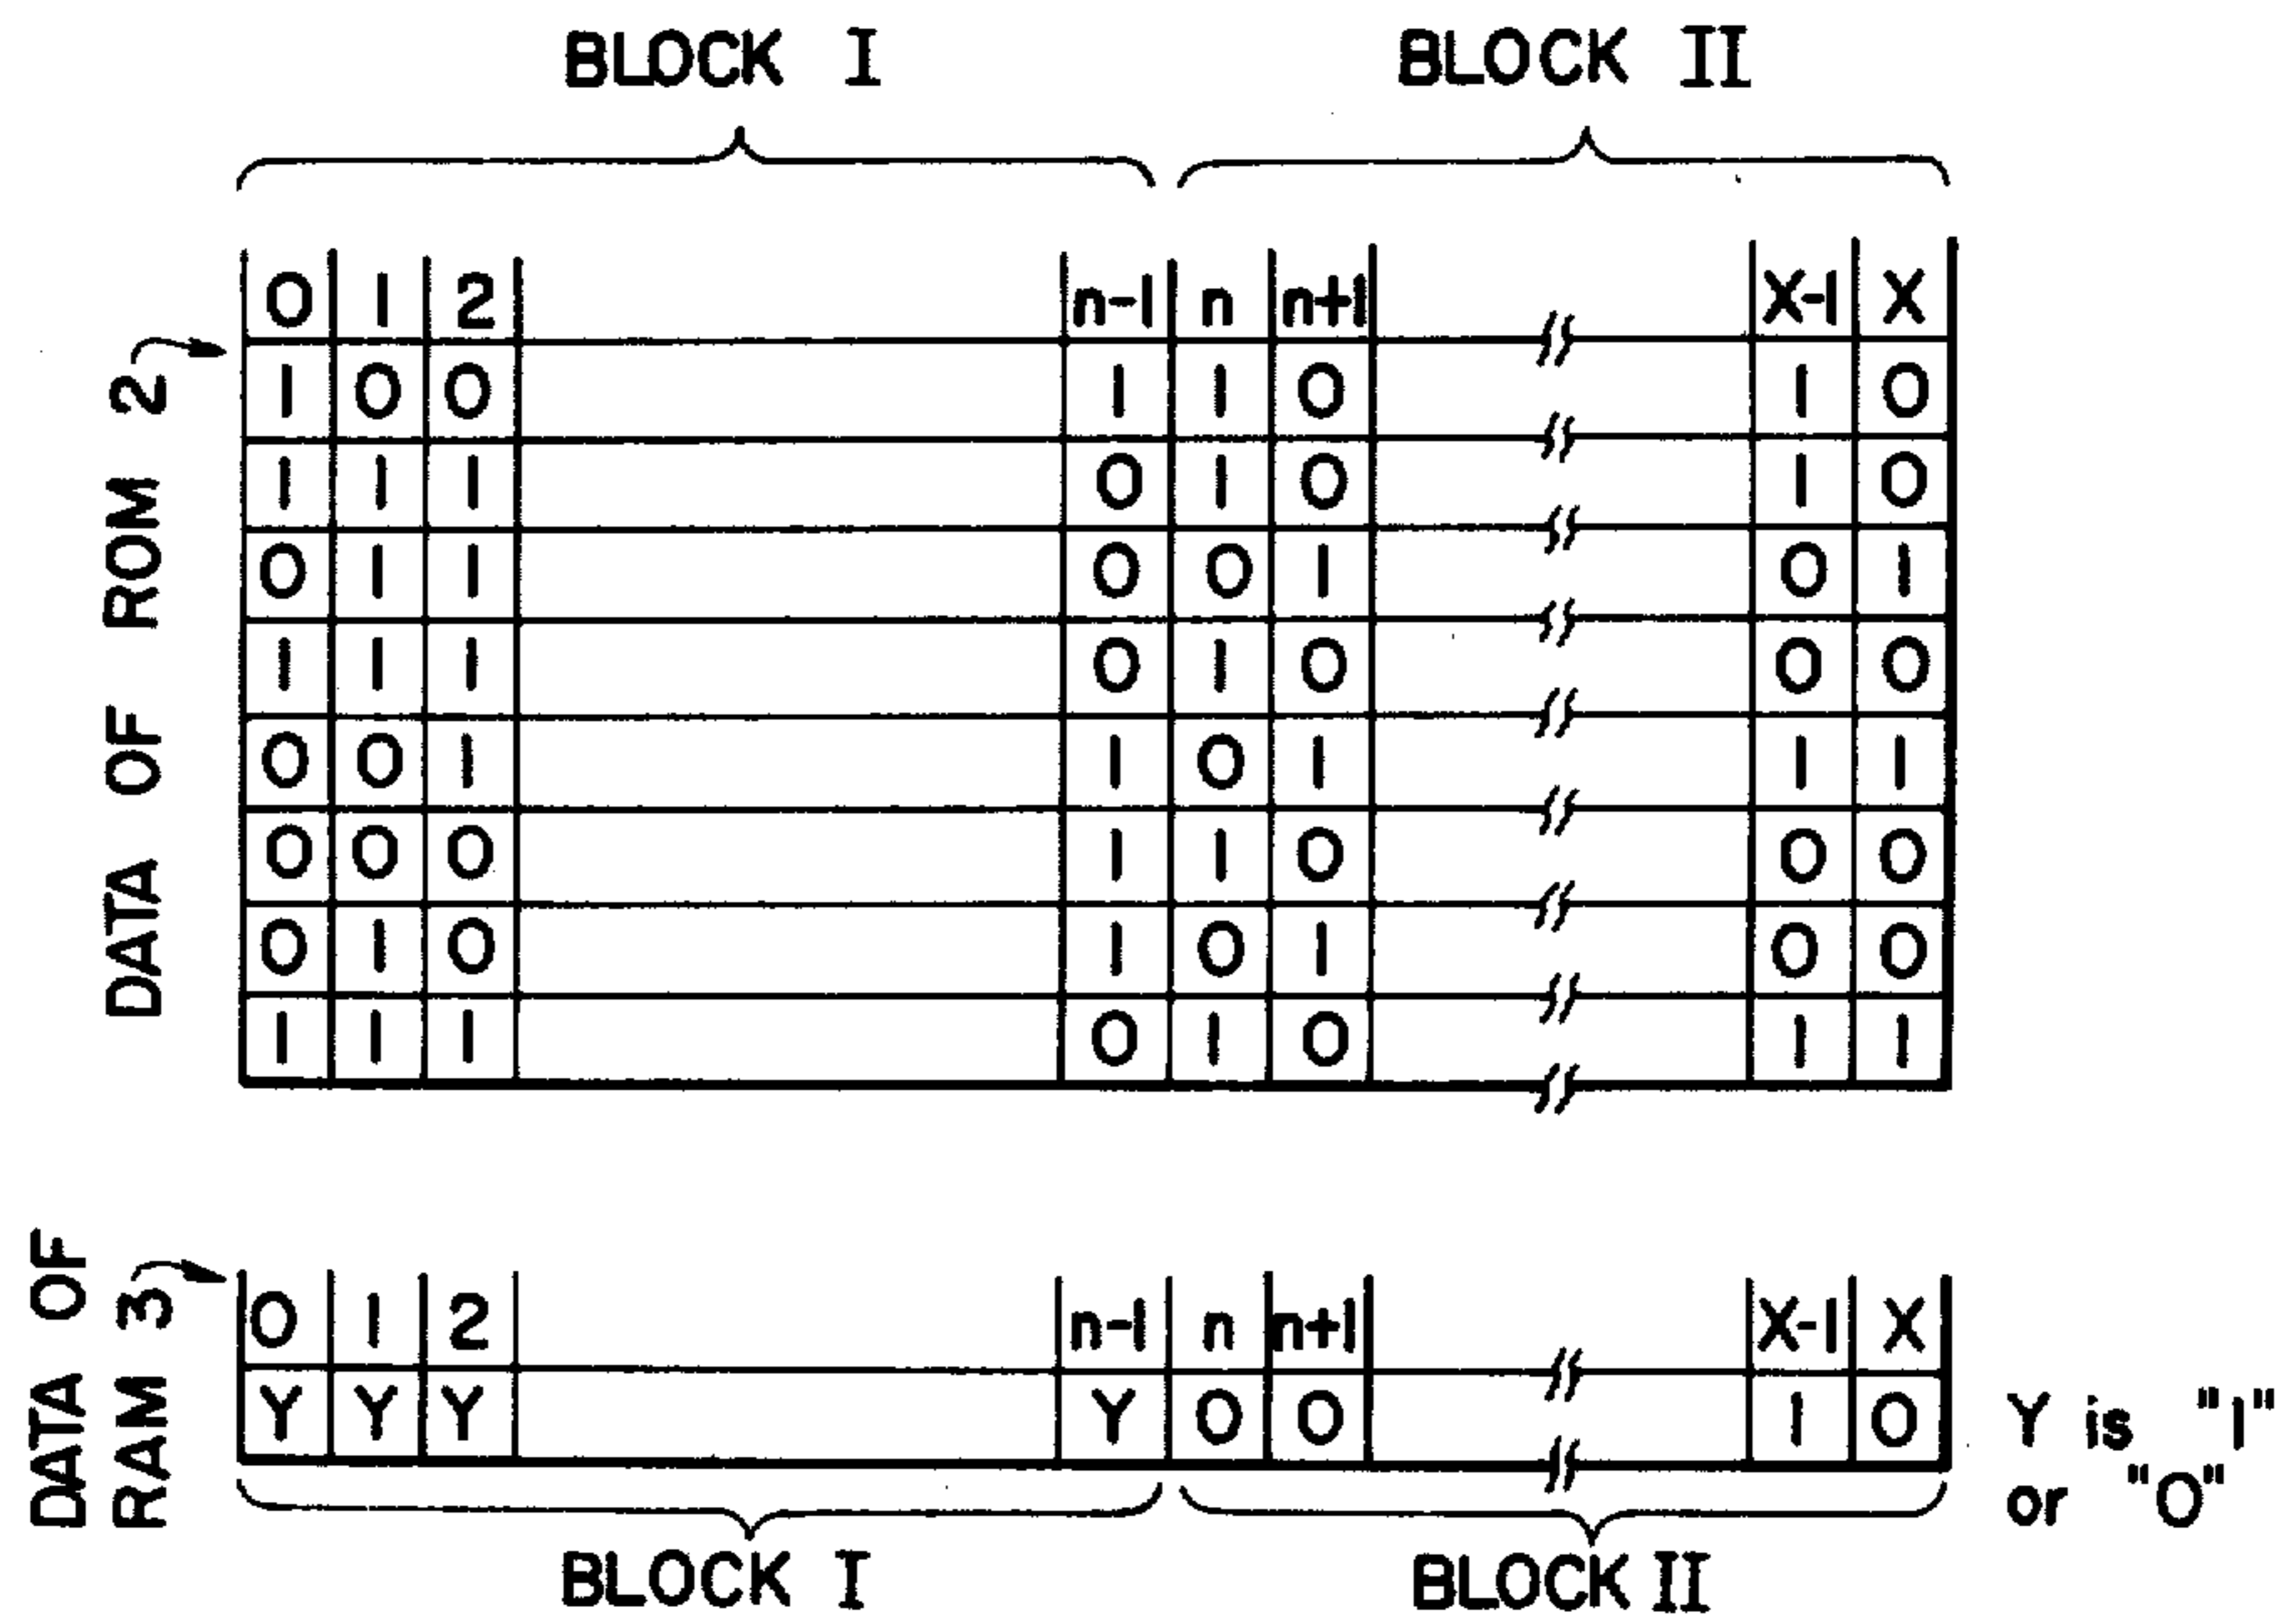 BLOCK I BLOCK II
DATA OF ROM 2
0 1 2 n-1 n n+1 X-1 X
1 0 0 1 1 0 1 0
1 1 1 0 1 0 1 0
0 1 1 0 0 1 0 1
1 1 1 0 1 0 0 0
0 0 1 1 0 1 1 1
0 0 0 1 1 0 0 0
0 1 0 1 0 1 0 0
1 1 1 0 1 0 1 1
DATA OF
RAM 3
0 1 2 n-1 n n+1 X-1 X
Y Y Y Y 0 0 1 0
Y is "1"
or "0"
BLOCK I BLOCK II